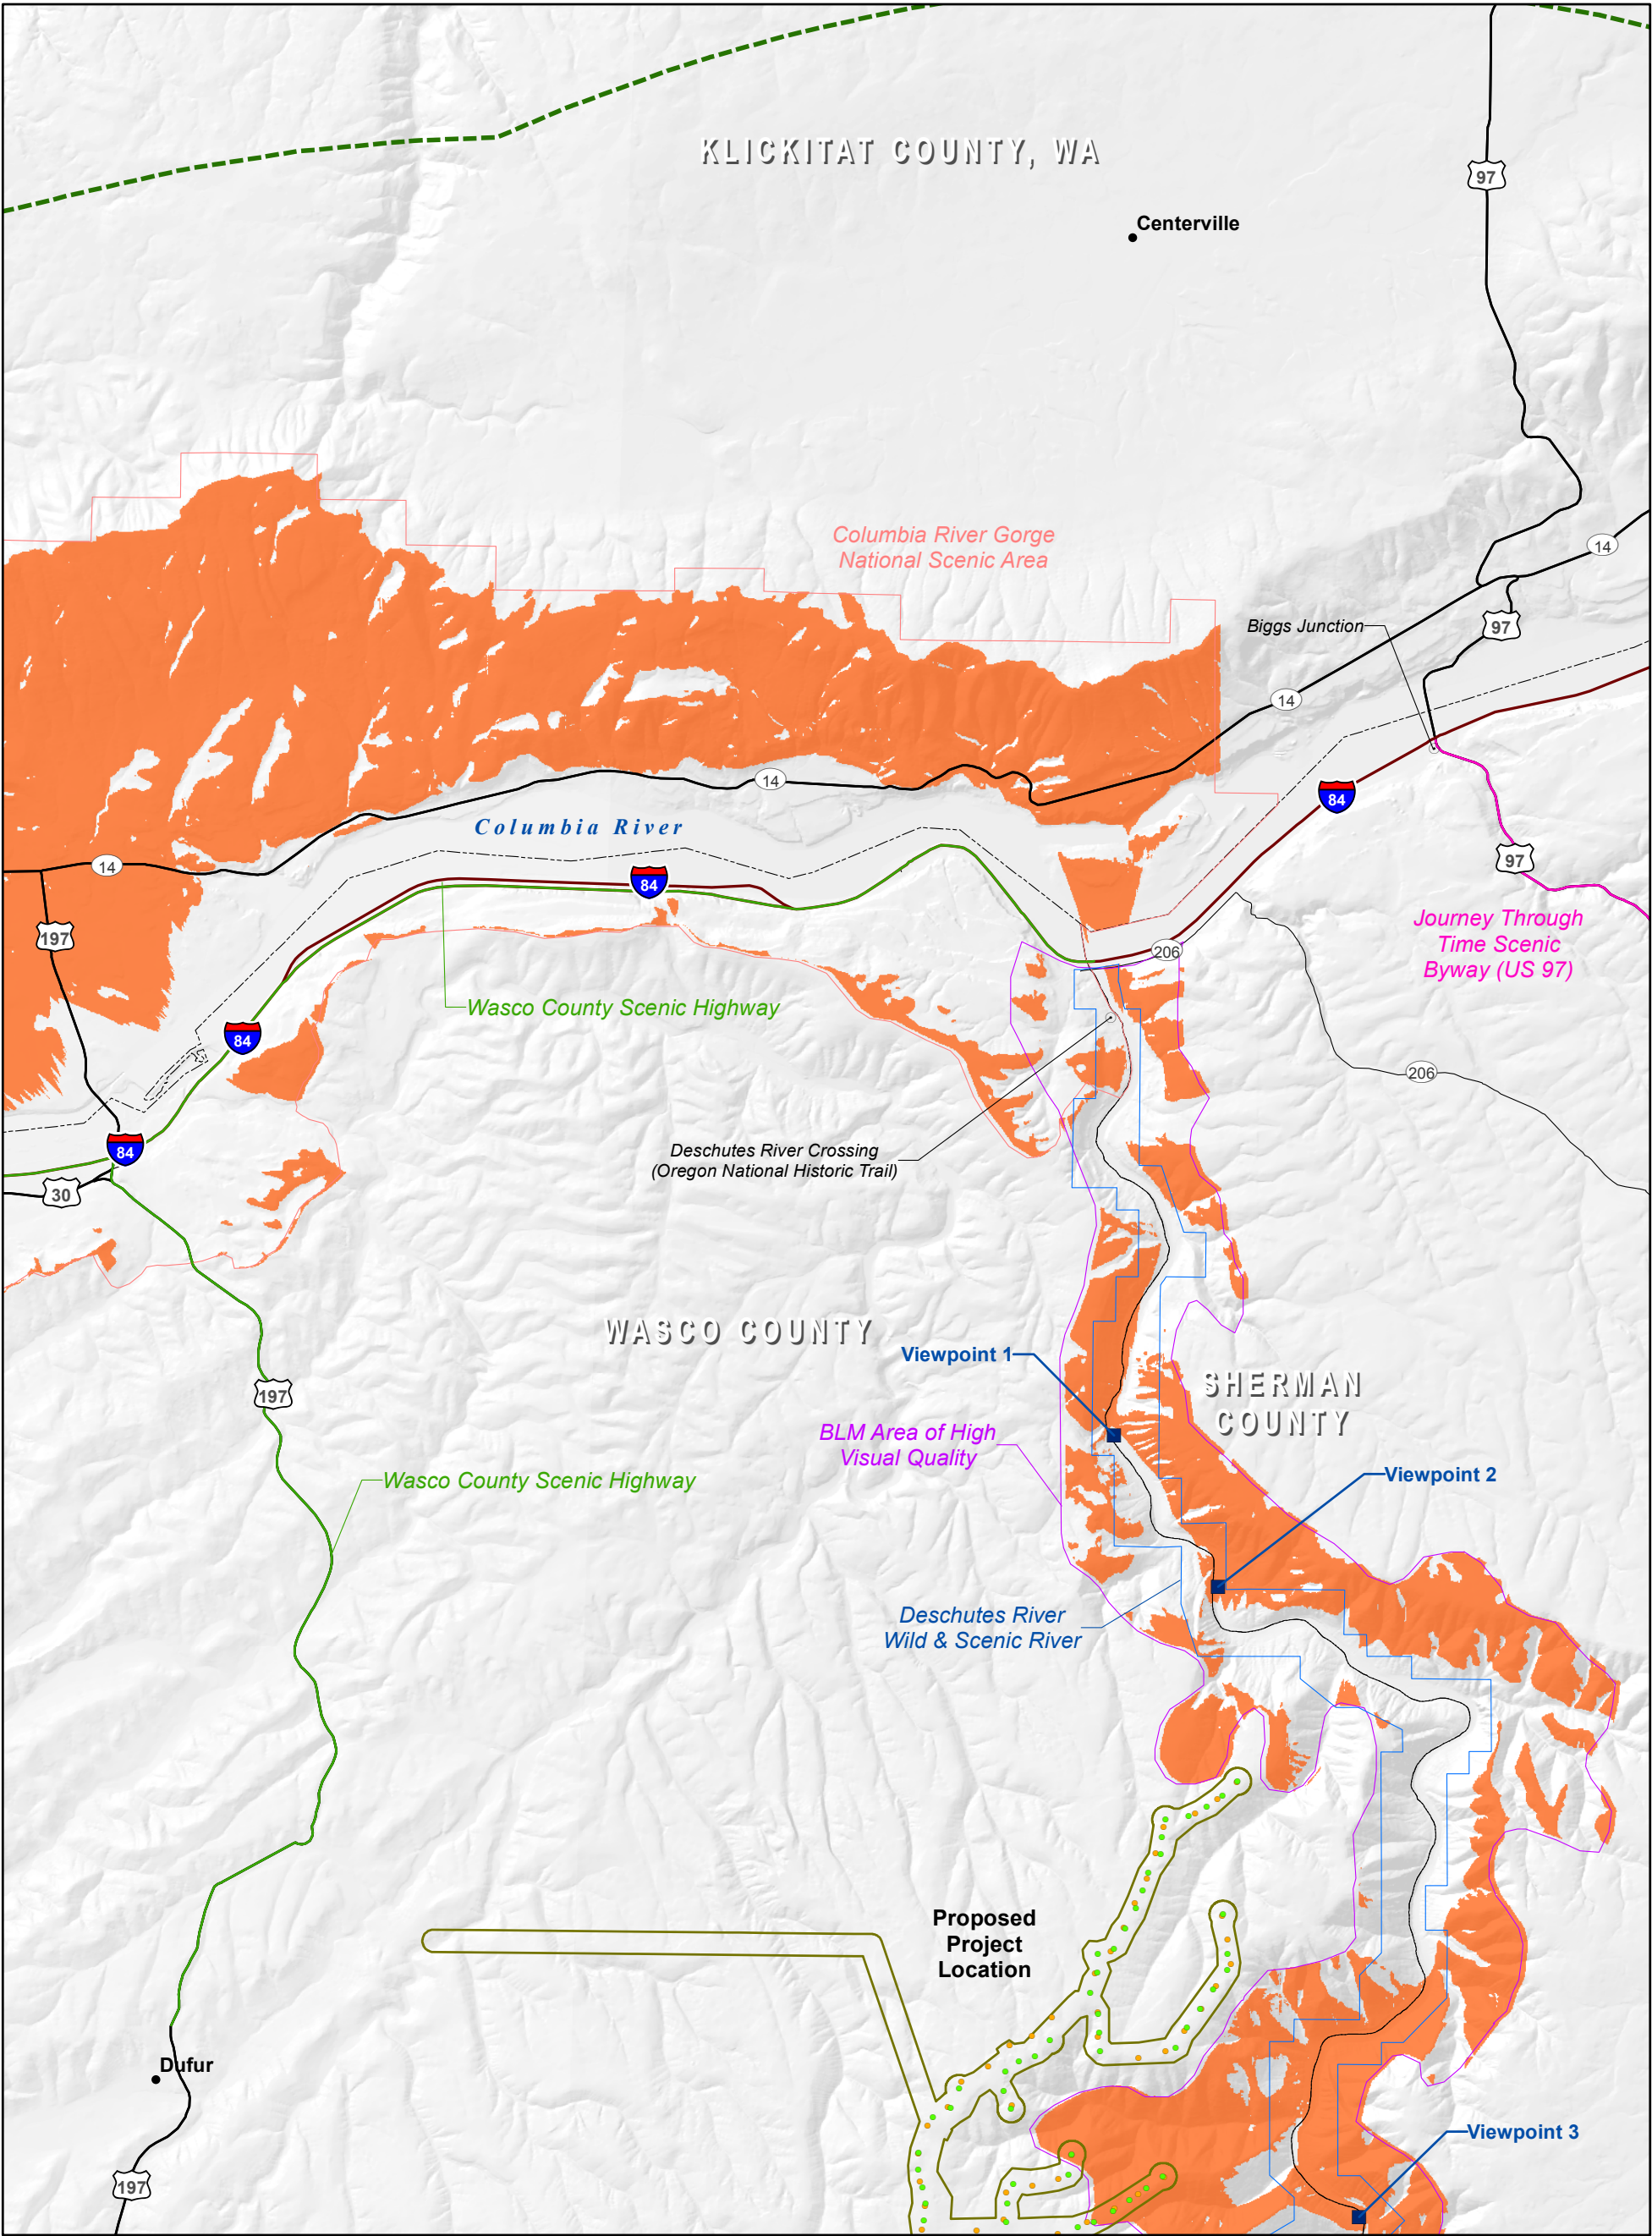 KLICKITAT COUNTY, WA
97
Centerville
Columbia River Gorge
National Scenic Area
14
Biggs Junction
97
14
84
14
Columbia River
84
14
97
197
206
Journey Through
Time Scenic
Byway (US 97)
Wasco County Scenic Highway
84
206
84
Deschutes River Crossing
(Oregon National Historic Trail)
30
WASCO COUNTY
Viewpoint 1
SHERMAN
COUNTY
197
BLM Area of High
Visual Quality
Viewpoint 2
Wasco County Scenic Highway
Deschutes River
Wild & Scenic River
Proposed
Project
Location
Dufur
Viewpoint 3
197